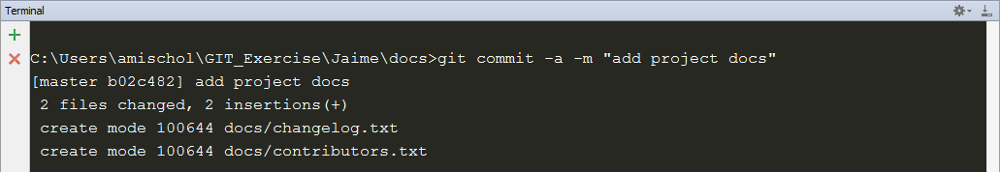 Terminal
C:\Users\amischol\GIT_Exercise\Jaime\docs>git commit -a -m "add project docs"
[master b02c482] add project docs
 2 files changed, 2 insertions(+)
 create mode 100644 docs/changelog.txt
 create mode 100644 docs/contributors.txt